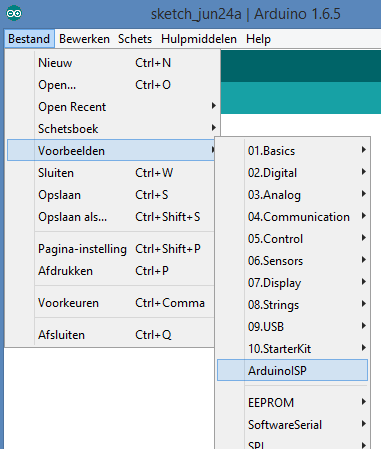 sketch_jun24a | Arduino 1.6.5
Bestand Bewerken Schets Hulpmiddelen Help
Nieuw Ctrl+N
Open... Ctrl+O
Open Recent
Schetsboek
Voorbeelden
Sluiten Ctrl+W
Opslaan Ctrl+S
Opslaan als... Ctrl+Shift+S
Pagina-instelling Ctrl+Shift+P
Afdrukken Ctrl+P
Voorkeuren Ctrl+Comma
Afsluiten Ctrl+Q
01.Basics
02.Digital
03.Analog
04.Communication
05.Control
06.Sensors
07.Display
08.Strings
09.USB
10.StarterKit
ArduinoISP
EEPROM
SoftwareSerial
SPI